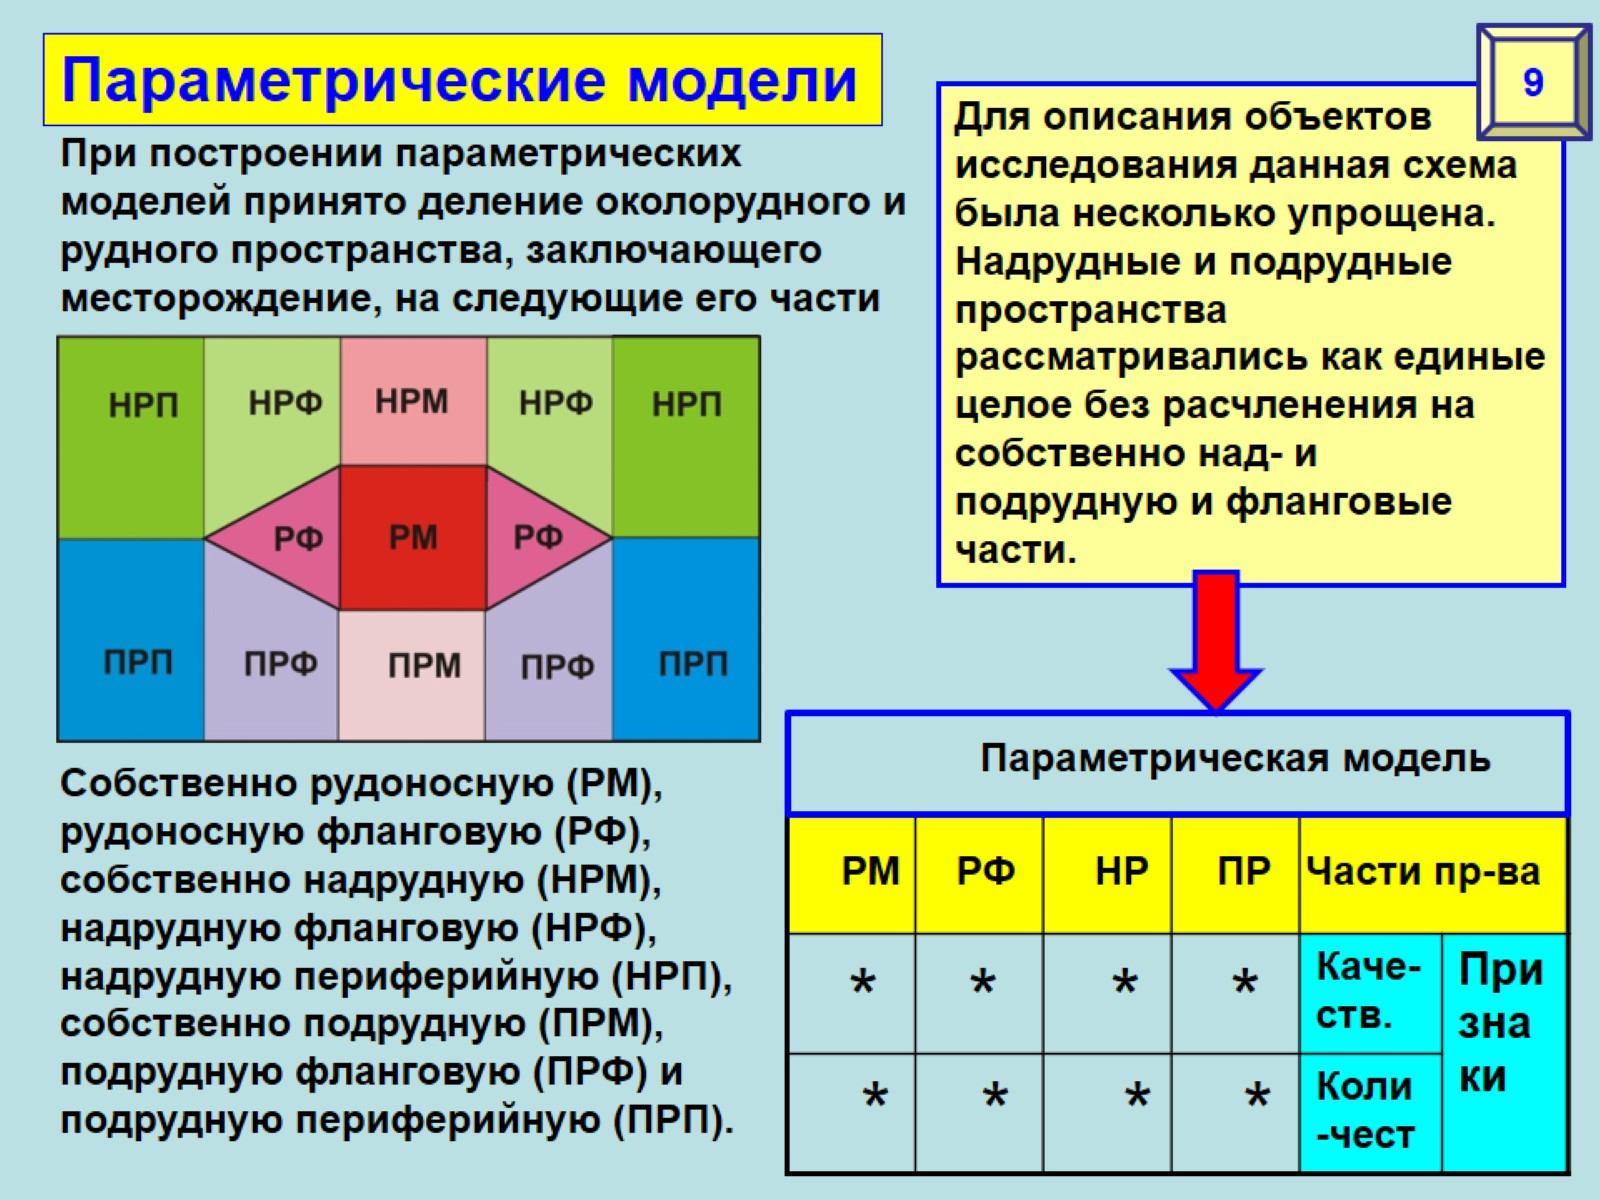 Параметрические модели
При построении параметрических
моделей принято деление околорудного и
рудного пространства, заключающего
месторождение, на следующие его части
НРП НРФ НРМ НРФ НРП
РФ РМ РФ
ПРП ПРФ ПРМ ПРФ ПРП
Собственно рудоносную (РМ),
рудоносную фланговую (РФ),
собственно надрудную (НРМ),
надрудную фланговую (НРФ),
надрудную периферийную (НРП),
собственно подрудную (ПРМ),
подрудную фланговую (ПРФ) и
подрудную периферийную (ПРП).
9
Для описания объектов
исследования данная схема
была несколько упрощена.
Надрудные и подрудные
пространства
рассматривались как единые
целое без расчленения на
собственно над- и
подрудную и фланговые
части.
Параметрическая модель
РМ РФ НР ПР Части пр-ва
* * * * Каче-
ств.
* * * * Коли
-чест
При
зна
ки